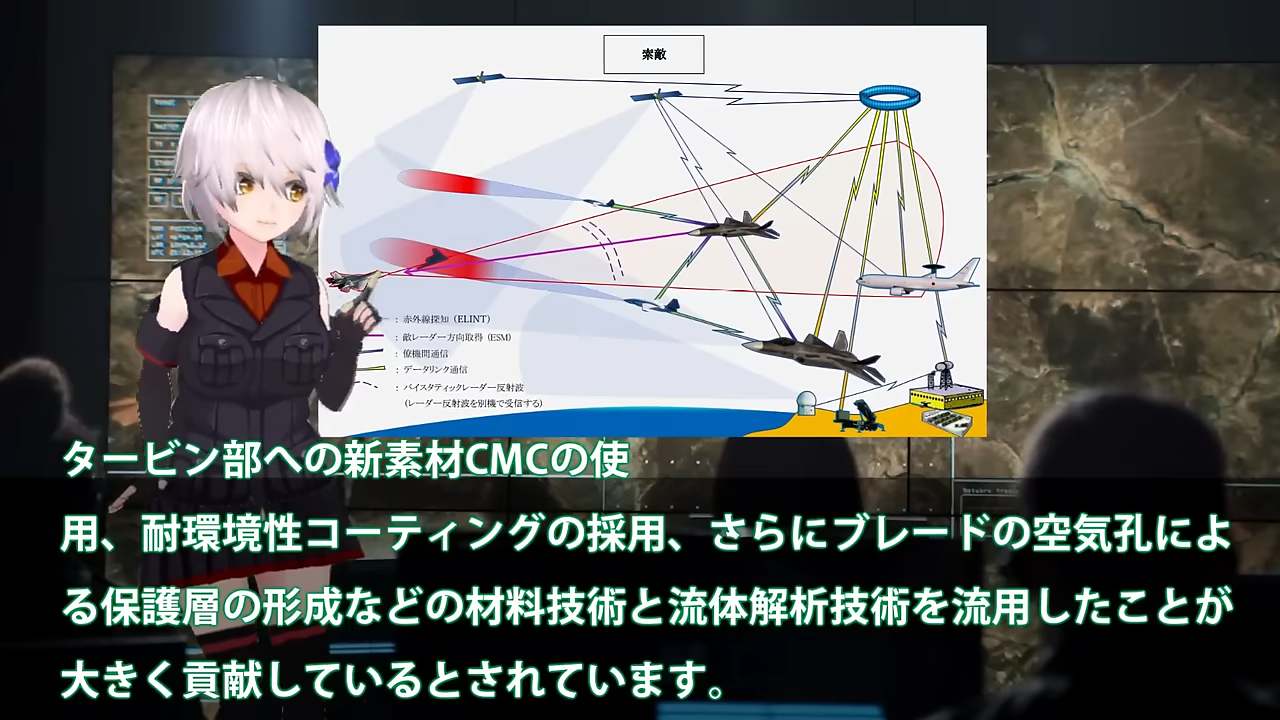 索敵
: 赤外線探知 (ELINT)
: 敵レーダー方向取得 (ESM)
: 僚機間通信
: データリンク通信
: バイスタティックレーダー反射波
(レーダー反射波を別機で受信する)
タービン部への新素材CMCの使
用、耐環境性コーティングの採用、さらにブレードの空気孔によ
る保護層の形成などの材料技術と流体解析技術を流用したことが
大きく貢献しているとされています。